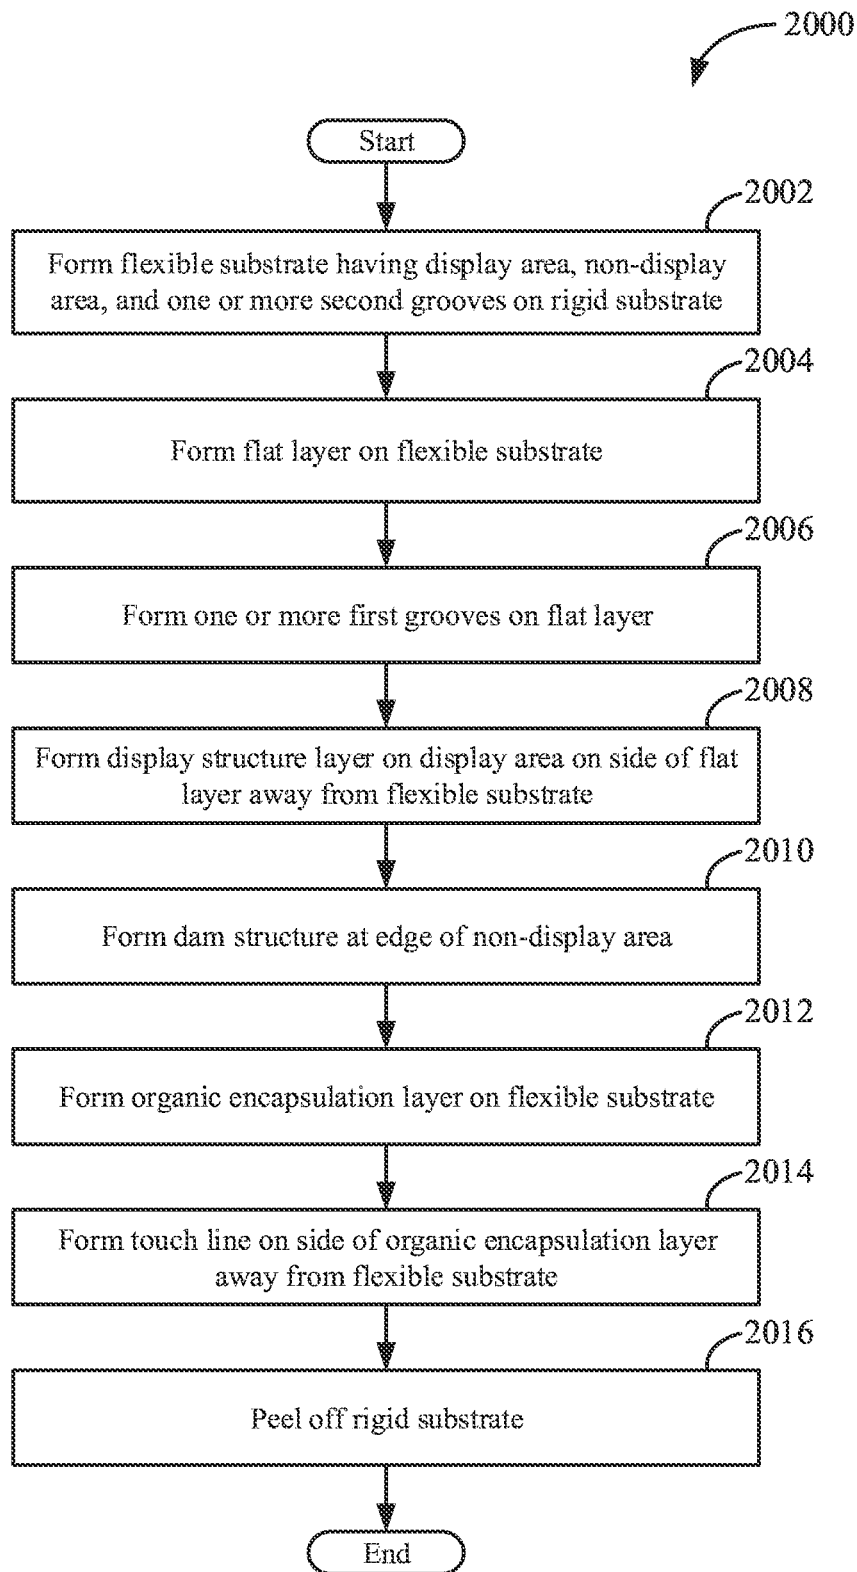 2000
Start
2002
Form flexible substrate having display area, non-display
area, and one or more second grooves on rigid substrate
2004
Form flat layer on flexible substrate
2006
Form one or more first grooves on flat layer
2008
Form display structure layer on display area on side of flat
layer away from flexible substrate
2010
Form dam structure at edge of non-display area
2012
Form organic encapsulation layer on flexible substrate
2014
Form touch line on side of organic encapsulation layer
away from flexible substrate
2016
Peel off rigid substrate
End